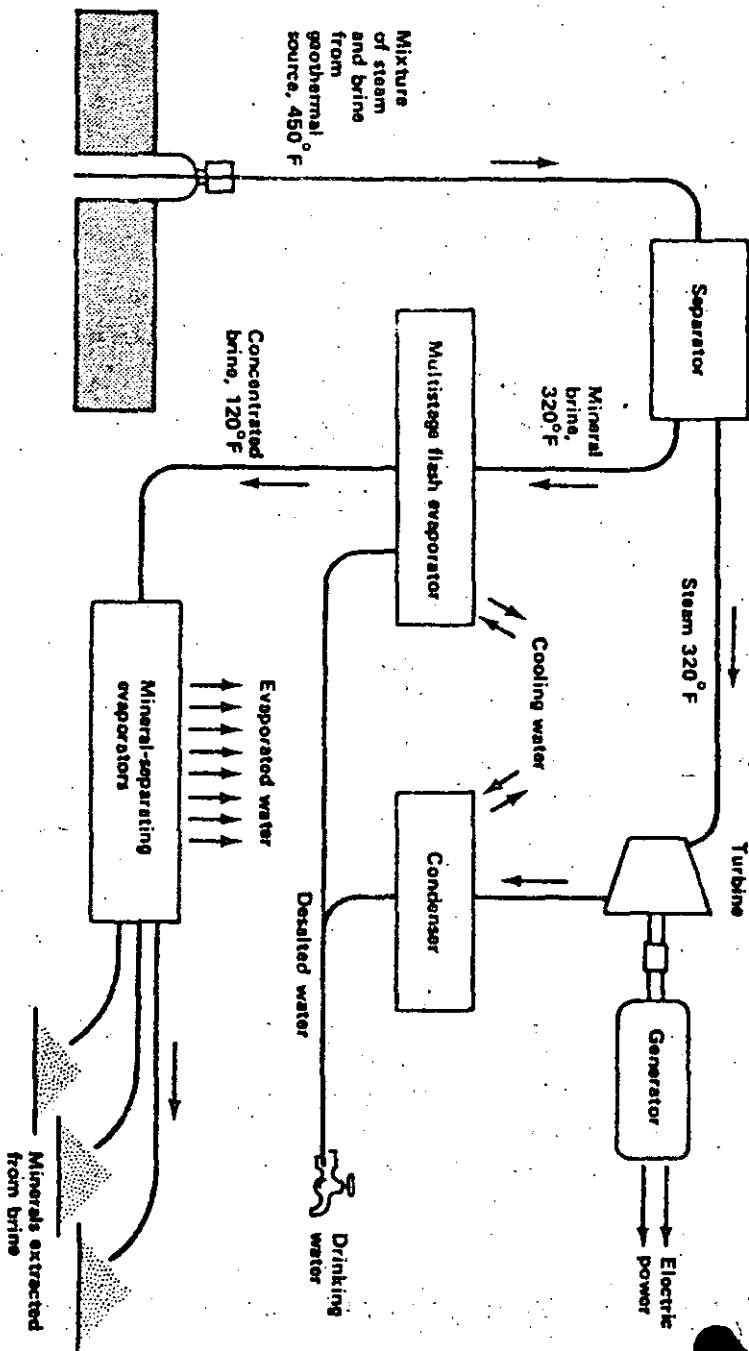 Mixture
of steam
and brine
from
geothermal
source, 450°F
Separator
Mineral
brine,
320°F
Steam 320°F
Turbine
Generator
Electric
power
Multistage flash evaporator
Cooling water
Condenser
Concentrated
brine, 120°F
Desalted water
Drinking
water
Evaporated water
Mineral-separating
evaporators
Minerals extracted
from brine